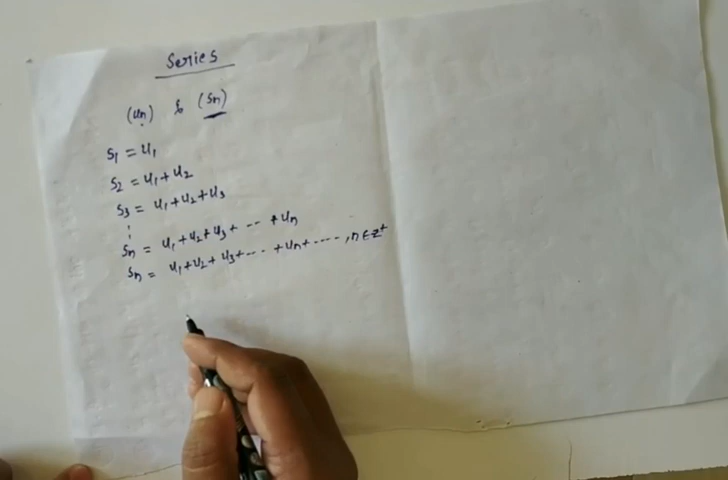 Series
(un) & (Sn)
S1 = u1
S2 = u1+u2
S3 = u1+u2+u3
⋮
Sn = u1+u2+u3+ -- +un
Sn = u1+u2+u3+--- +un+----, n∈Z+